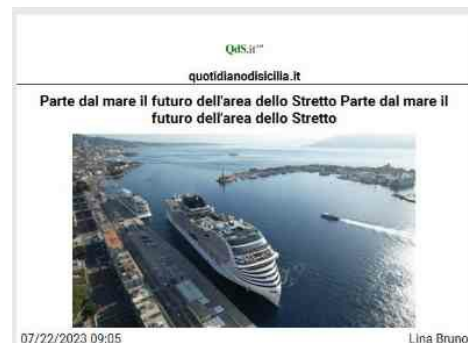 QdS.it
quotidianodisicilia.it
Parte dal mare il futuro dell'area dello Stretto Parte dal mare il
futuro dell'area dello Stretto
07/22/2023 09:05
Lina Bruno